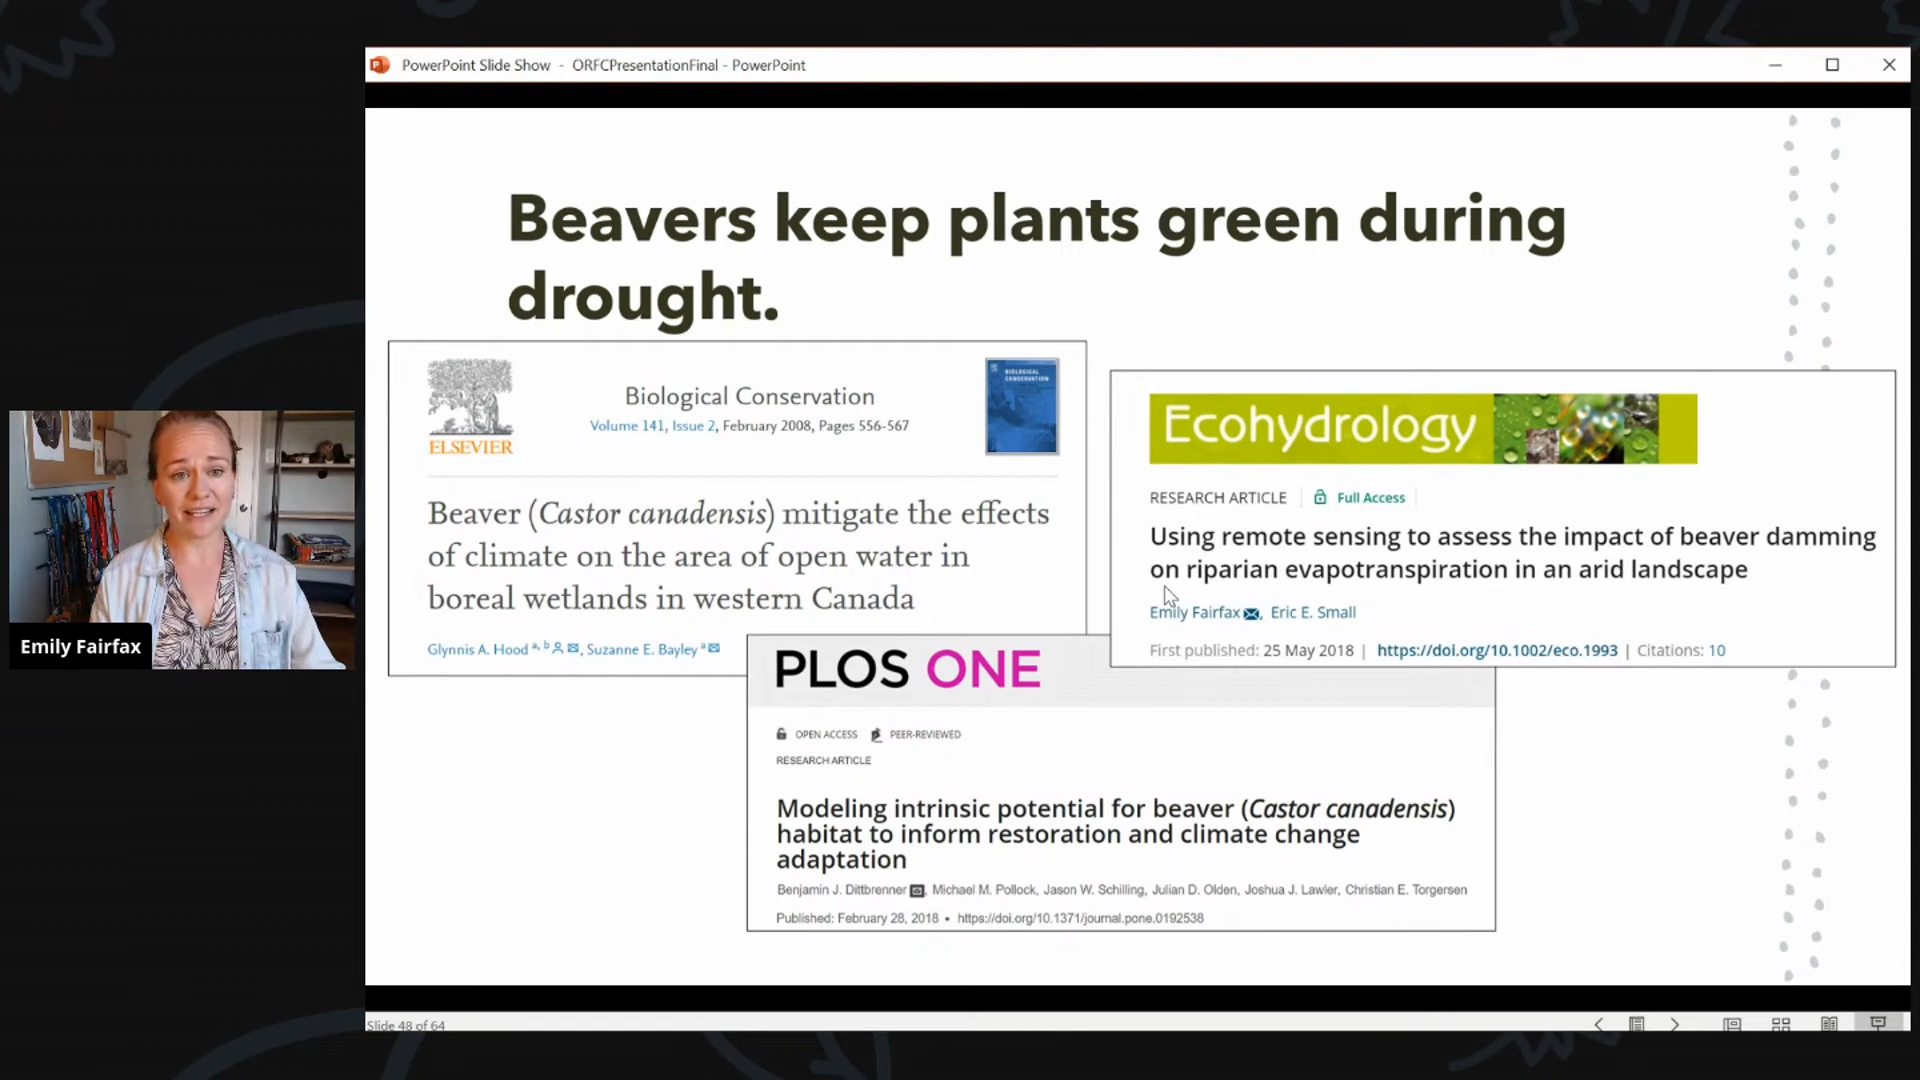 PowerPoint Slide Show - ORFCPresentationFinal - PowerPoint
Beavers keep plants green during
drought.
ELSEVIER
Biological Conservation
Volume 141, Issue 2, February 2008, Pages 556-567
BIOLOGICAL
CONSERVATION
Beaver (Castor canadensis) mitigate the effects
of climate on the area of open water in
boreal wetlands in western Canada
Glynnis A. Hood a, b, Suzanne E. Bayley a
Ecohydrology
RESEARCH ARTICLE Full Access
Using remote sensing to assess the impact of beaver damming
on riparian evapotranspiration in an arid landscape
Emily Fairfax, Eric E. Small
First published: 25 May 2018 | https://doi.org/10.1002/eco.1993 | Citations: 10
PLOS ONE
OPEN ACCESS PEER-REVIEWED
RESEARCH ARTICLE
Modeling intrinsic potential for beaver (Castor canadensis)
habitat to inform restoration and climate change
adaptation
Benjamin J. Dittbrenner, Michael M. Pollock, Jason W. Schilling, Julian D. Olden, Joshua J. Lawler, Christian E. Torgersen
Published: February 28, 2018 • https://doi.org/10.1371/journal.pone.0192538
Emily Fairfax
Slide 48 of 64